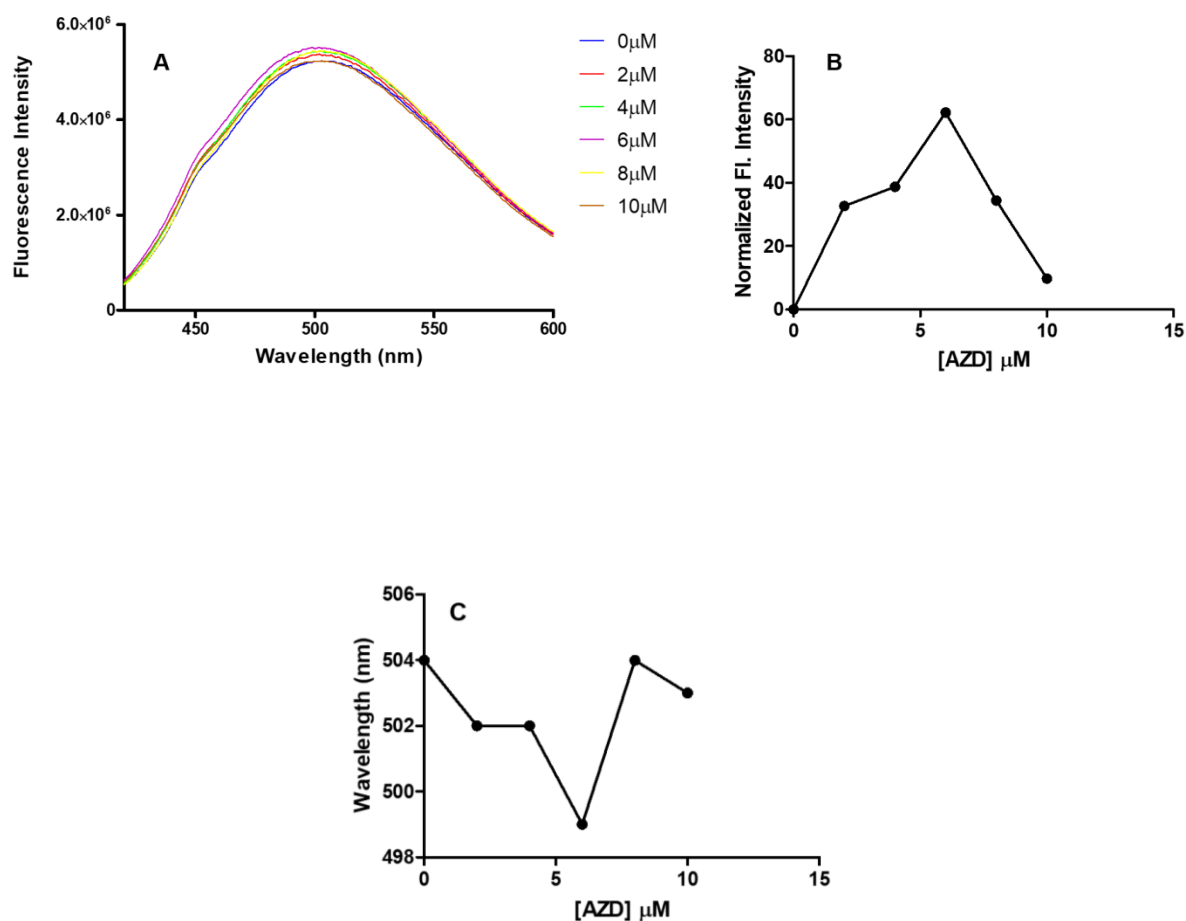 A
6.0×10⁶
4.0×10⁶
2.0×10⁶
0
Fluorescence Intensity
450
500
550
600
Wavelength (nm)
0μM
2μM
4μM
6μM
8μM
10μM
B
80
60
40
20
0
Normalized Fl. Intensity
0
5
10
15
[AZD] μM
C
506
504
502
500
498
Wavelength (nm)
0
5
10
15
[AZD] μM